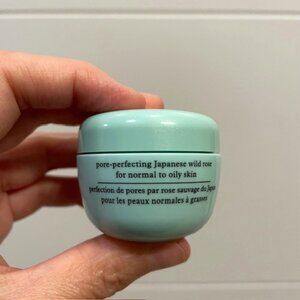 pore-perfecting Japanese wild rose
for normal to oily skin
perfection de pores par rose sauvage du Japon
pour les peaux normales à grasses